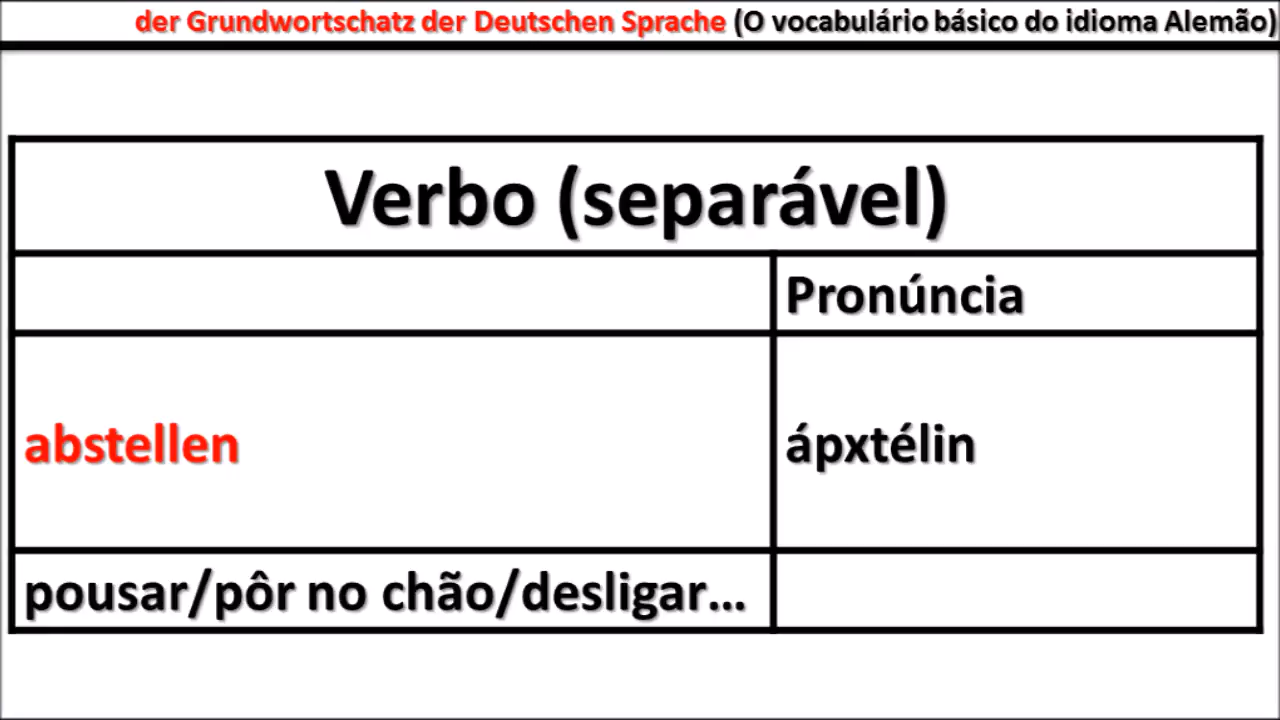 der Grundwortschatz der Deutschen Sprache (O vocabulário básico do idioma Alemão)
Verbo (separável)
Pronúncia
abstellen
ápxtélin
pousar/pôr no chão/desligar...